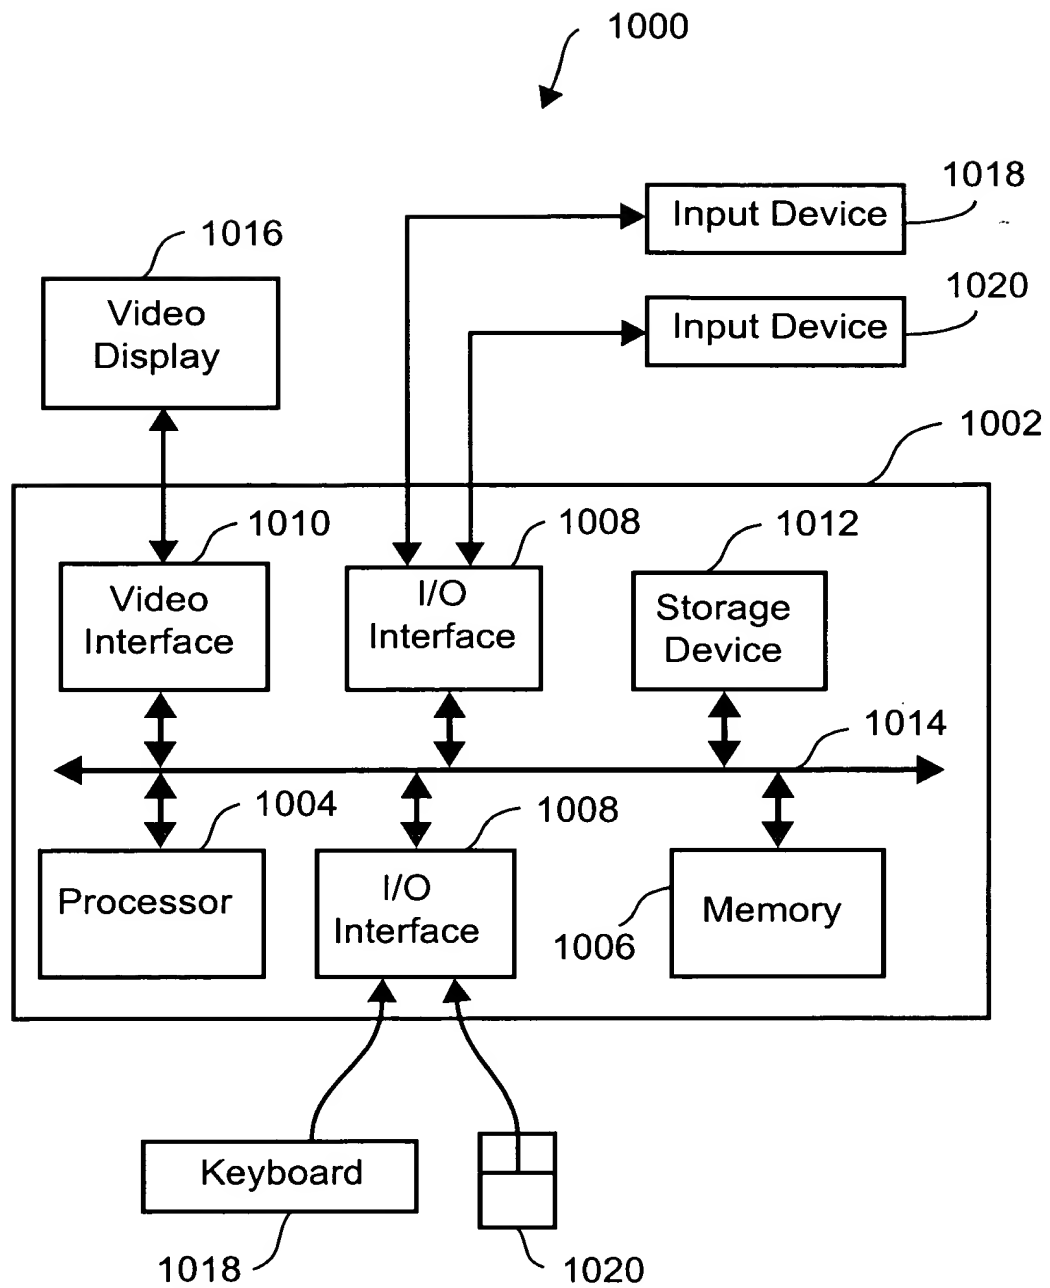 1000
1018
Input Device
1016
1020
Video
Display
Input Device
1002
1010
1008
1012
Video
Interface
I/O
Interface
Storage
Device
1014
1004
1008
Processor
I/O
Interface
Memory
1006
Keyboard
1018
1020